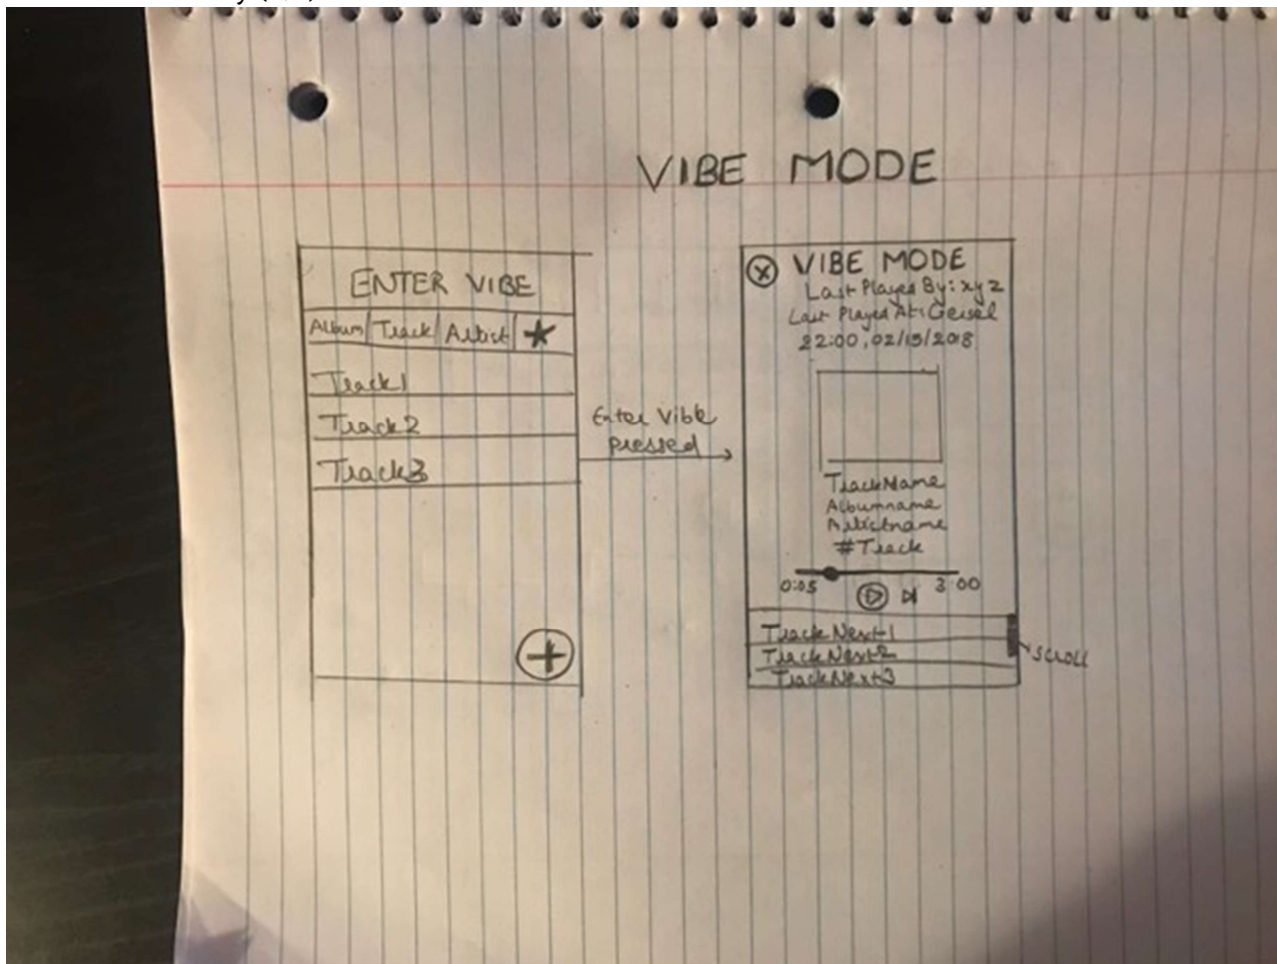 VIBE MODE
ENTER VIBE
Album Track Artist ★
Track1
Track2
Track3
Enter Vibe
pressed
VIBE MODE
Last Played By: xyz
Last Played At: Geisel
22:00, 02/15/2018
TrackName
Albumname
Artistname
#Track
0:05 3:00
TrackNext1
TrackNext2
TrackNext3
SCROLL